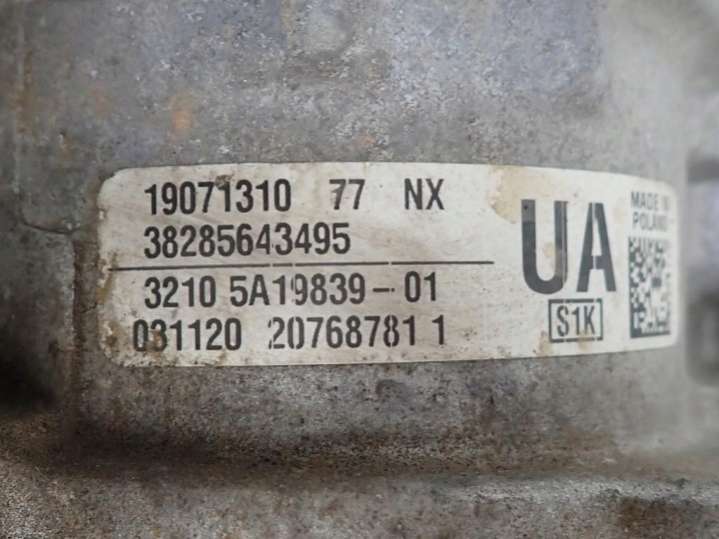 19071310 77 NX
38285643495
3210 5A19839-01
031120 20768781 1
UA
S1K
MADE IN
POLAND